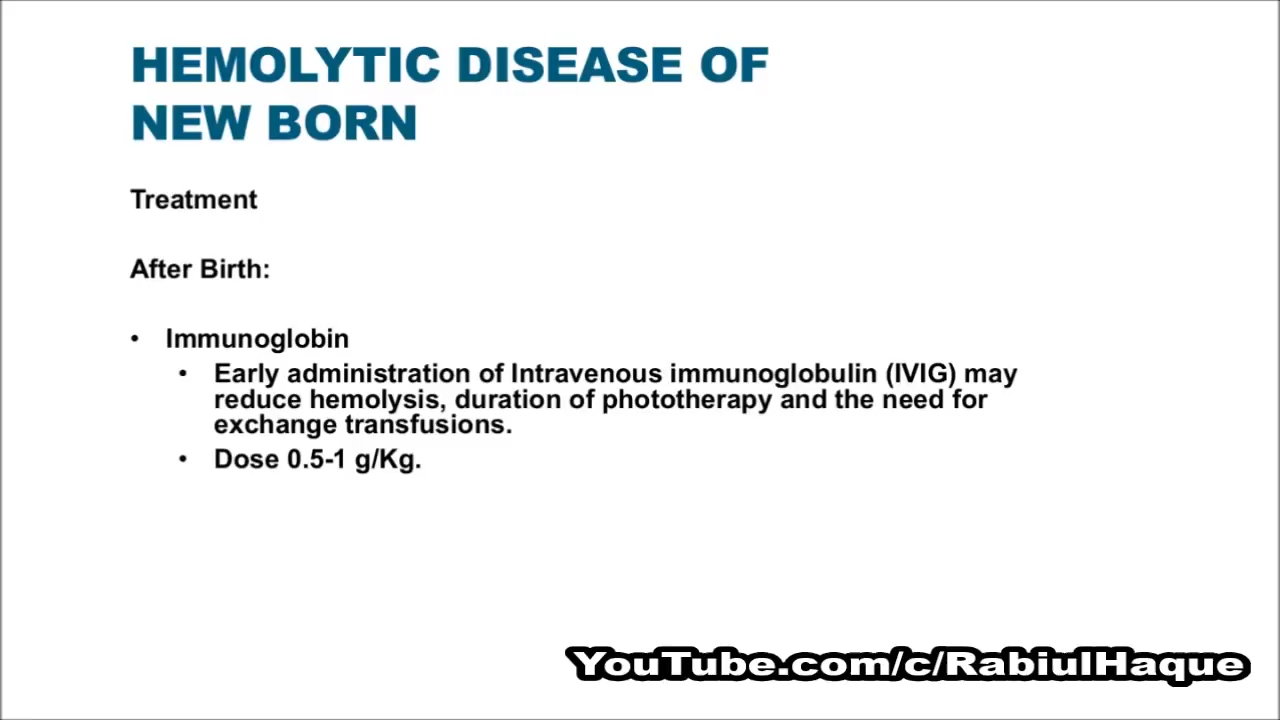 HEMOLYTIC DISEASE OF
NEW BORN
Treatment
After Birth:
• Immunoglobin
• Early administration of Intravenous immunoglobulin (IVIG) may
reduce hemolysis, duration of phototherapy and the need for
exchange transfusions.
• Dose 0.5-1 g/Kg.
YouTube.com/c/RabiulHaque